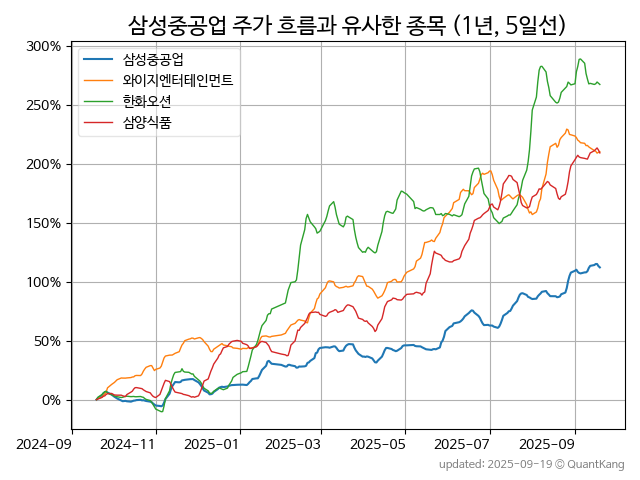 삼성중공업 주가 흐름과 유사한 종목 (1년, 5일선)
300%
250%
200%
150%
100%
50%
0%
삼성중공업
와이지엔터테인먼트
한화오션
삼양식품
2024-09 2024-11 2025-01 2025-03 2025-05 2025-07 2025-09
updated: 2025-09-19 © QuantKang